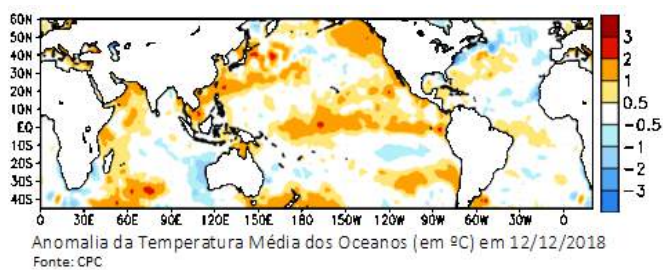 60N
50N
40N
30N
20N
10N
EQ
10S
20S
30S
40S
0 30E 60E 90E 120E 150E 180 150W 120W 90W 60W 30W 0
3
2
1
0.5
-0.5
-1
-2
-3
Anomalia da Temperatura Média dos Oceanos (em ºC) em 12/12/2018
Fonte: CPC